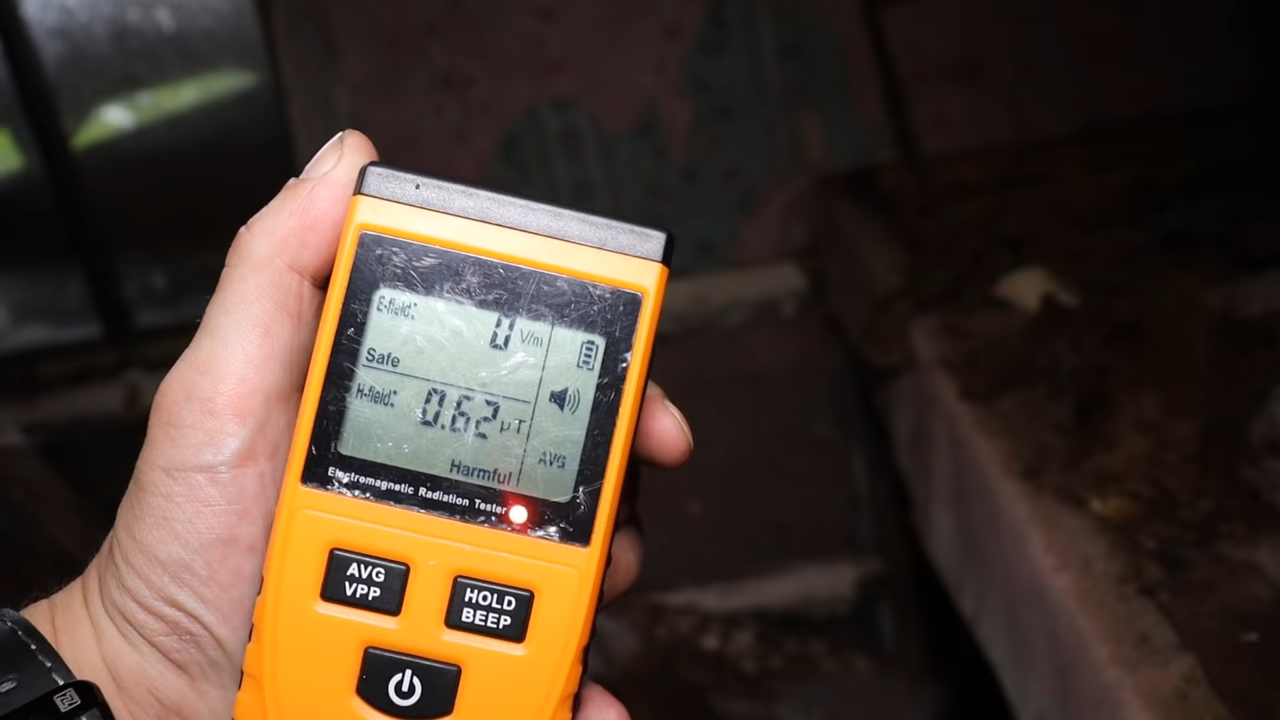 E-field:
0 V/m
Safe
H-field:
0.62 μT
Harmful
AVG
Electromagnetic Radiation Tester
AVG
VPP
HOLD
BEEP